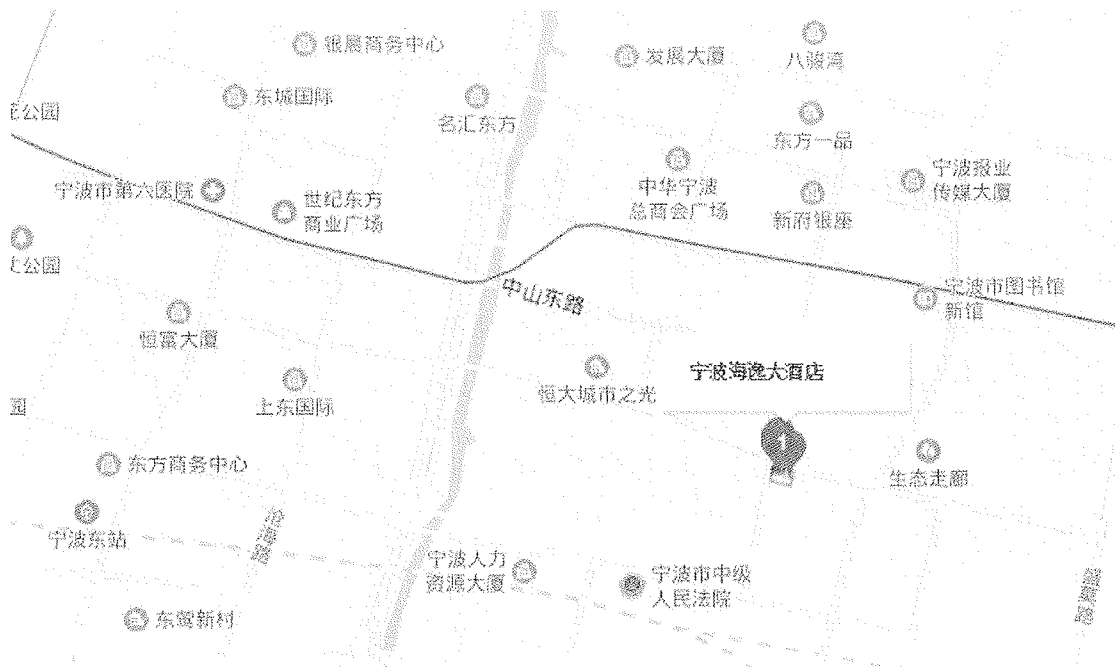 银晨商务中心
发展大厦
八骏湾
东城国际
名汇东方
公园
东方一品
宁波市第六医院
世纪东方
商业广场
中华宁波
总商会广场
新府银座
宁波报业
传媒大厦
公园
中山东路
宁波市图书馆
新馆
恒富大厦
恒大城市之光
宁波海逸大酒店
园
上东国际
1
东方商务中心
生态走廊
宁波东站
宁波人力
资源大厦
宁波市中级
人民法院
东莺新村